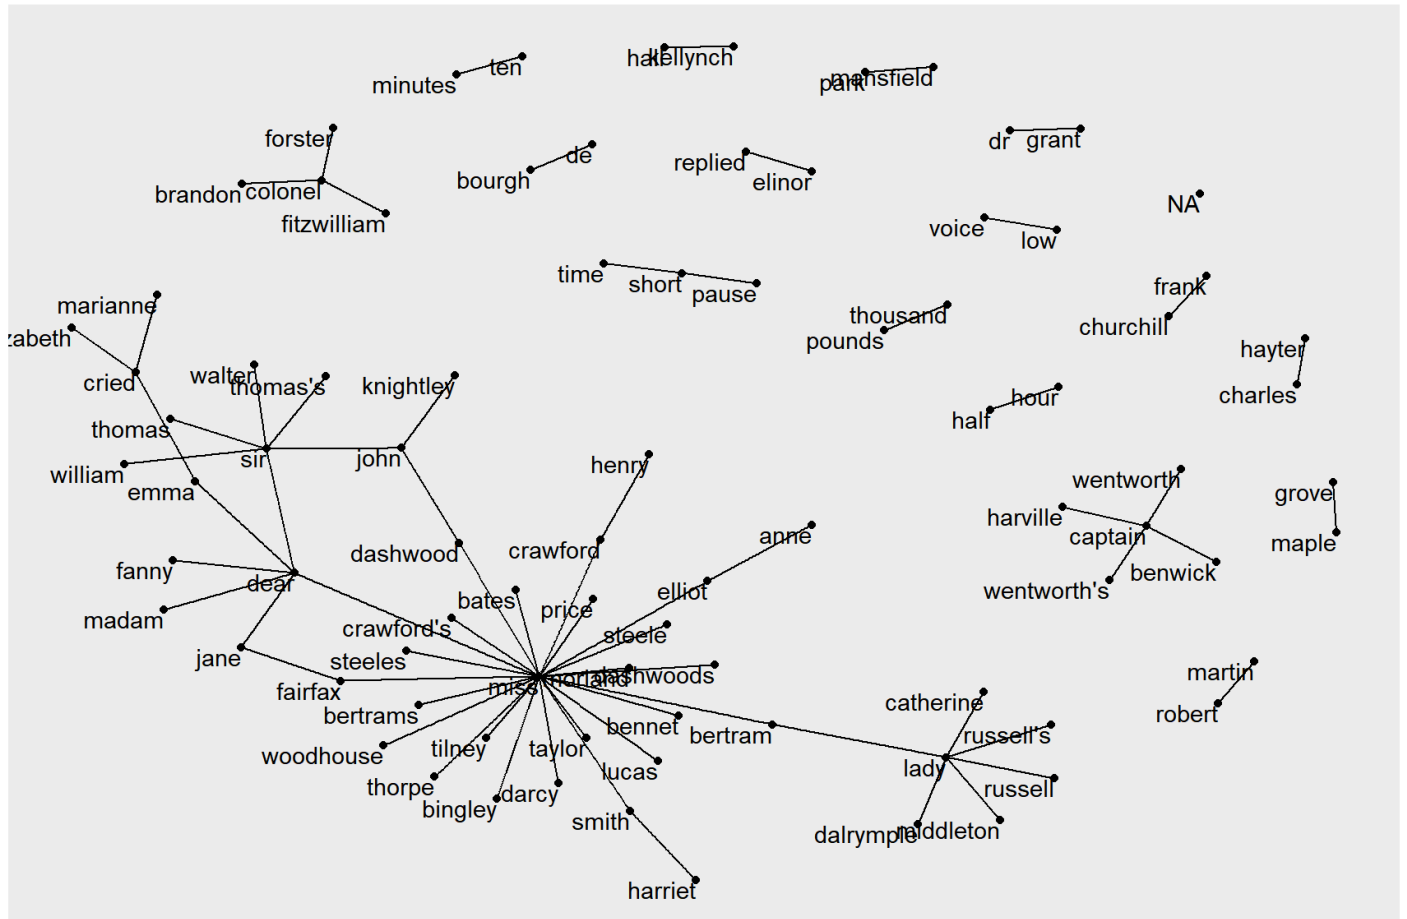 ten
minutes
hall
kellynch
park
mansfield
forster
dr
grant
de
bourgh
replied
elinor
brandon
colonel
fitzwilliam
NA
voice
low
time
short
pause
frank
churchill
thousand
pounds
marianne
zabeth
cried
hayter
charles
walter
thomas's
knightley
hour
half
thomas
sir
john
william
emma
henry
wentworth
harville
captain
benwick
wentworth's
grove
maple
anne
dashwood
crawford
fanny
dear
madam
bates
price
elliot
crawford's
steele
jane
steeles
miss
norland
dashwoods
fairfax
bertrams
bennet
bertram
martin
robert
catherine
russell's
lady
russell
woodhouse
tilney
taylor
lucas
thorpe
bingley
darcy
smith
dalrymple
middleton
harriet